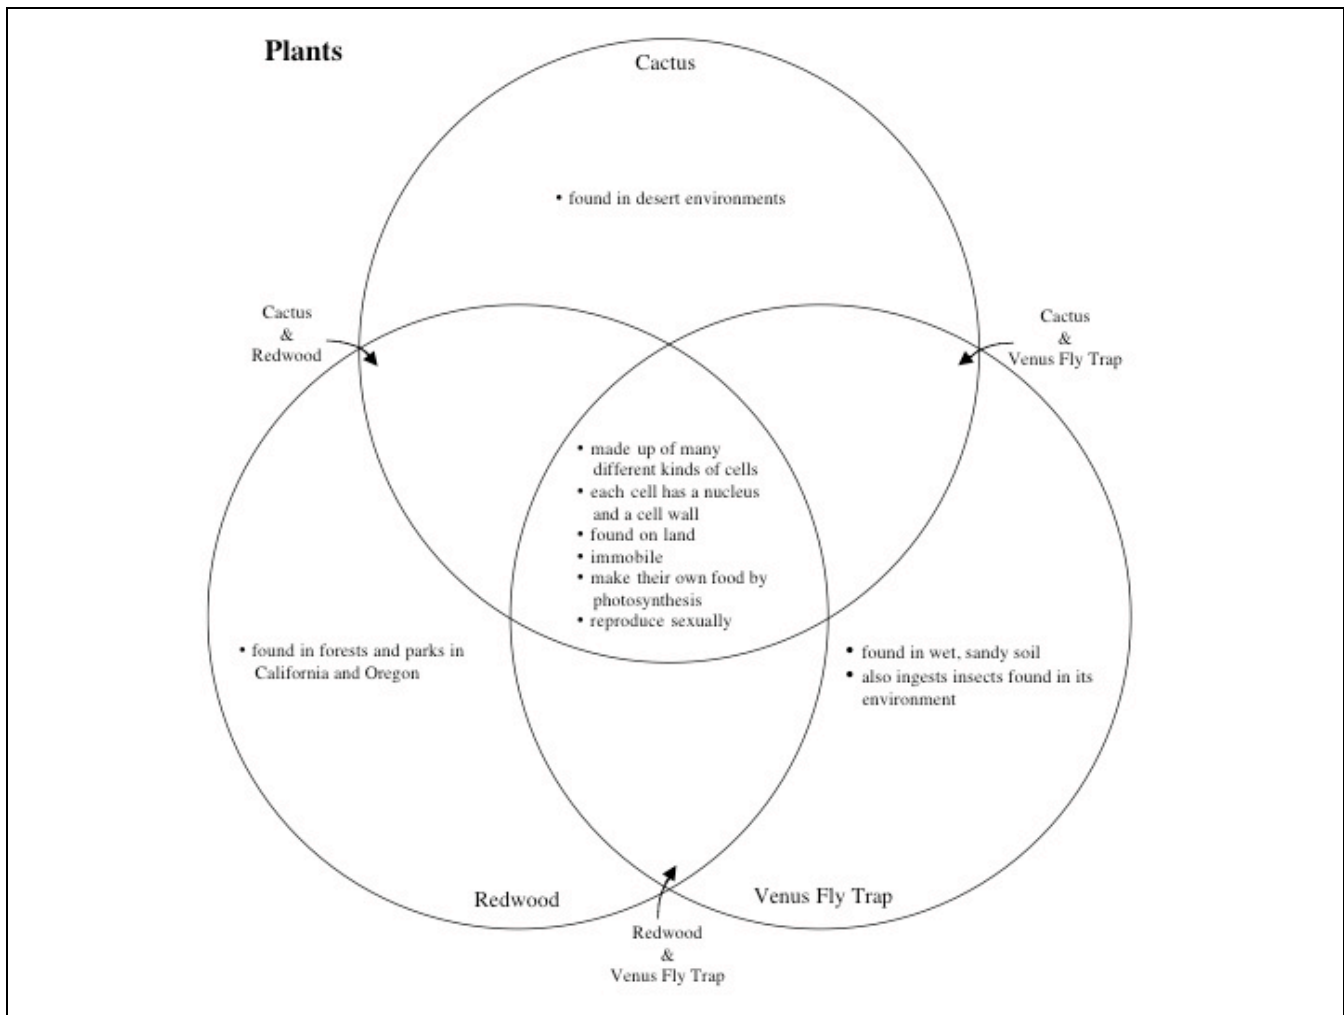 Plants
Cactus
• found in desert environments
Cactus
&
Redwood
Cactus
&
Venus Fly Trap
• made up of many
different kinds of cells
• each cell has a nucleus
and a cell wall
• found on land
• immobile
• make their own food by
photosynthesis
• reproduce sexually
• found in forests and parks in
California and Oregon
• found in wet, sandy soil
• also ingests insects found in its
environment
Redwood
Venus Fly Trap
Redwood
&
Venus Fly Trap